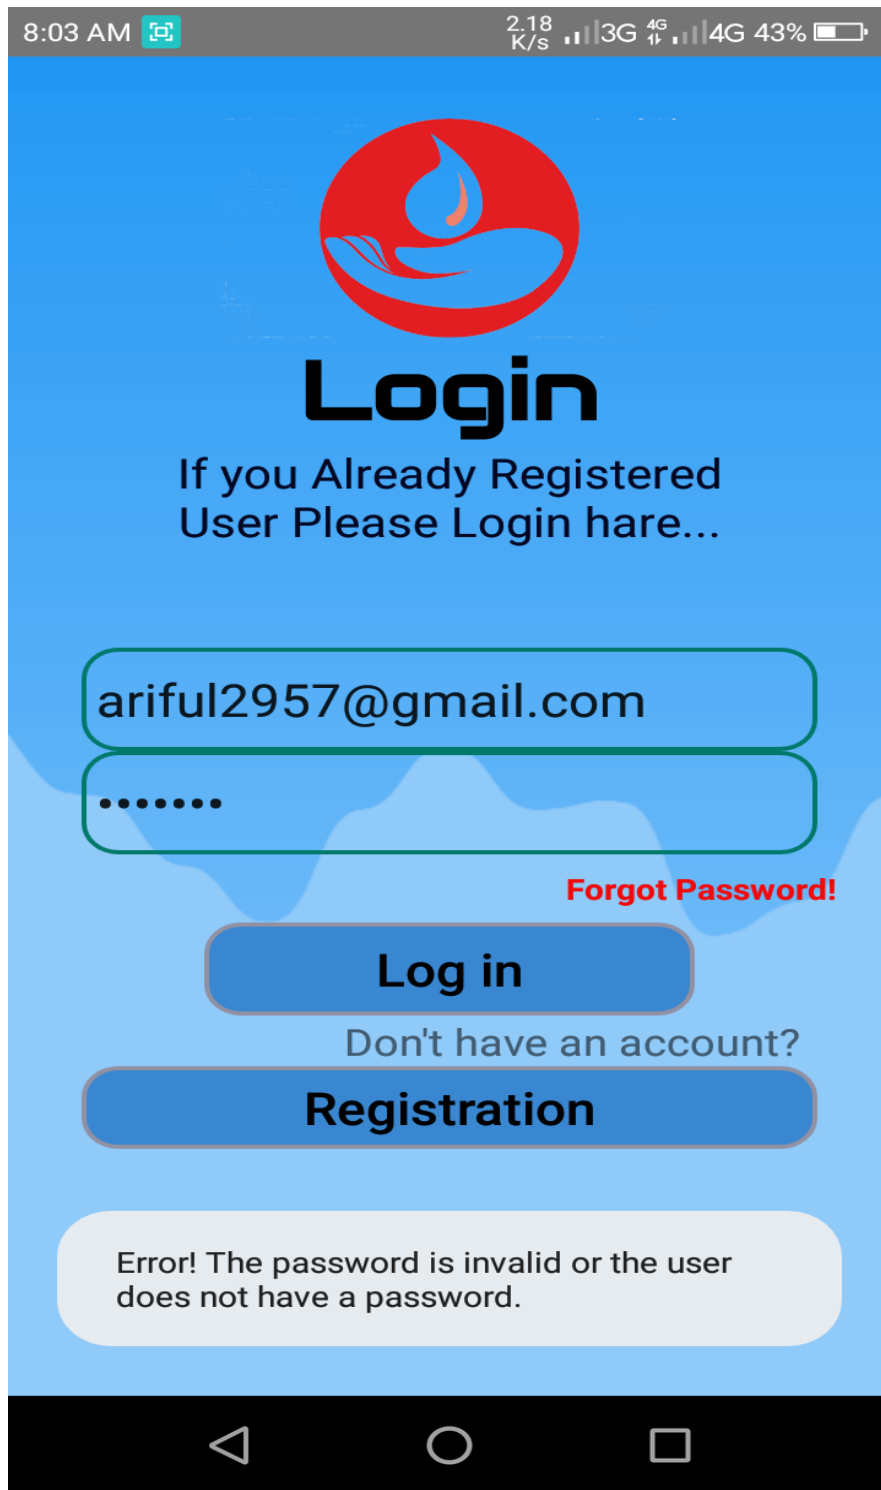 8:03 AM 2.18 K/s 3G 4G 4G 43%
Login
If you Already Registered
User Please Login hare...
ariful2957@gmail.com
•••••••
Forgot Password!
Log in
Don't have an account?
Registration
Error! The password is invalid or the user
does not have a password.